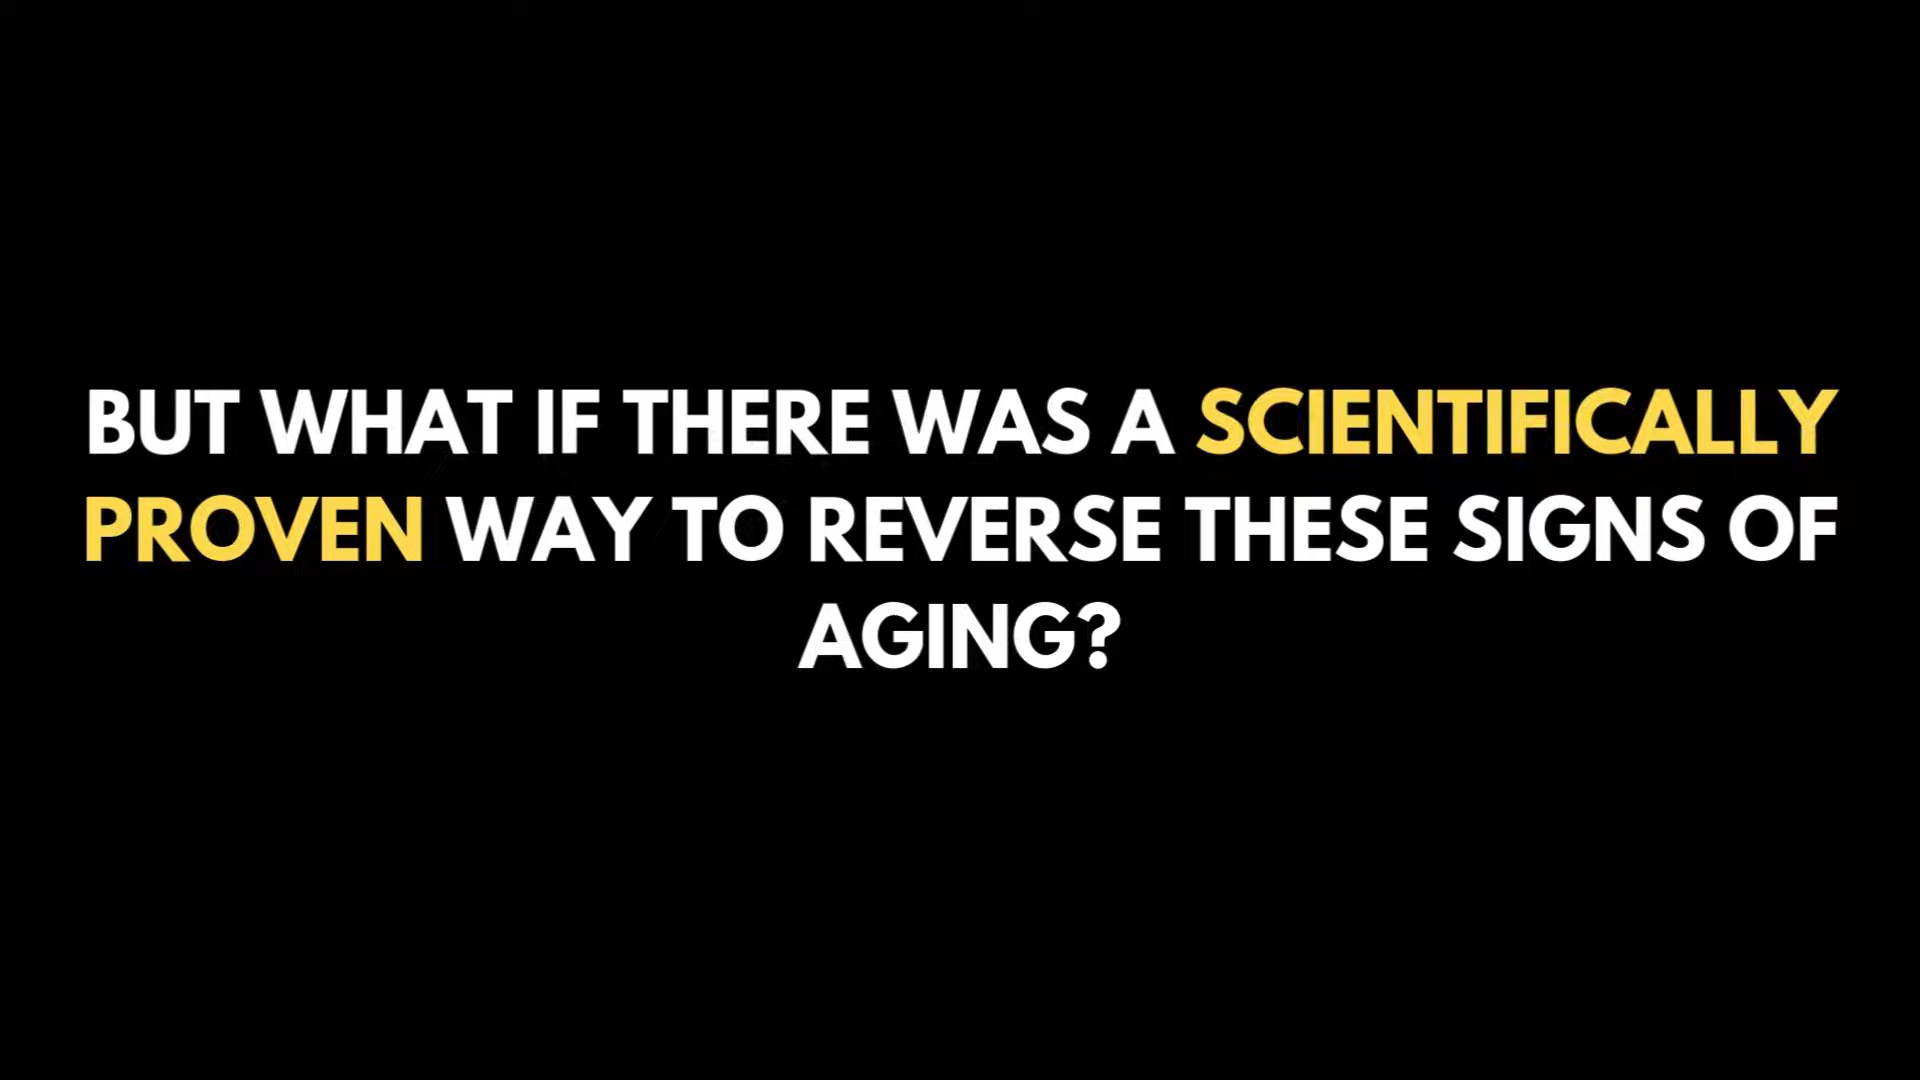 BUT WHAT IF THERE WAS A SCIENTIFICALLY
PROVEN WAY TO REVERSE THESE SIGNS OF
AGING?